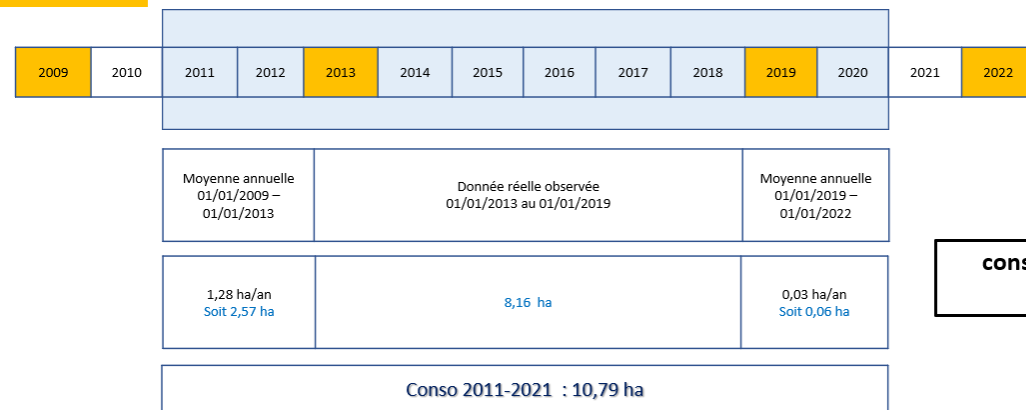 2009 2010 2011 2012 2013 2014 2015 2016 2017 2018 2019 2020 2021 2022
Moyenne annuelle
01/01/2009 –
01/01/2013
Donnée réelle observée
01/01/2013 au 01/01/2019
Moyenne annuelle
01/01/2019 –
01/01/2022
1,28 ha/an
Soit 2,57 ha
8,16 ha
0,03 ha/an
Soit 0,06 ha
Conso 2011-2021 : 10,79 ha